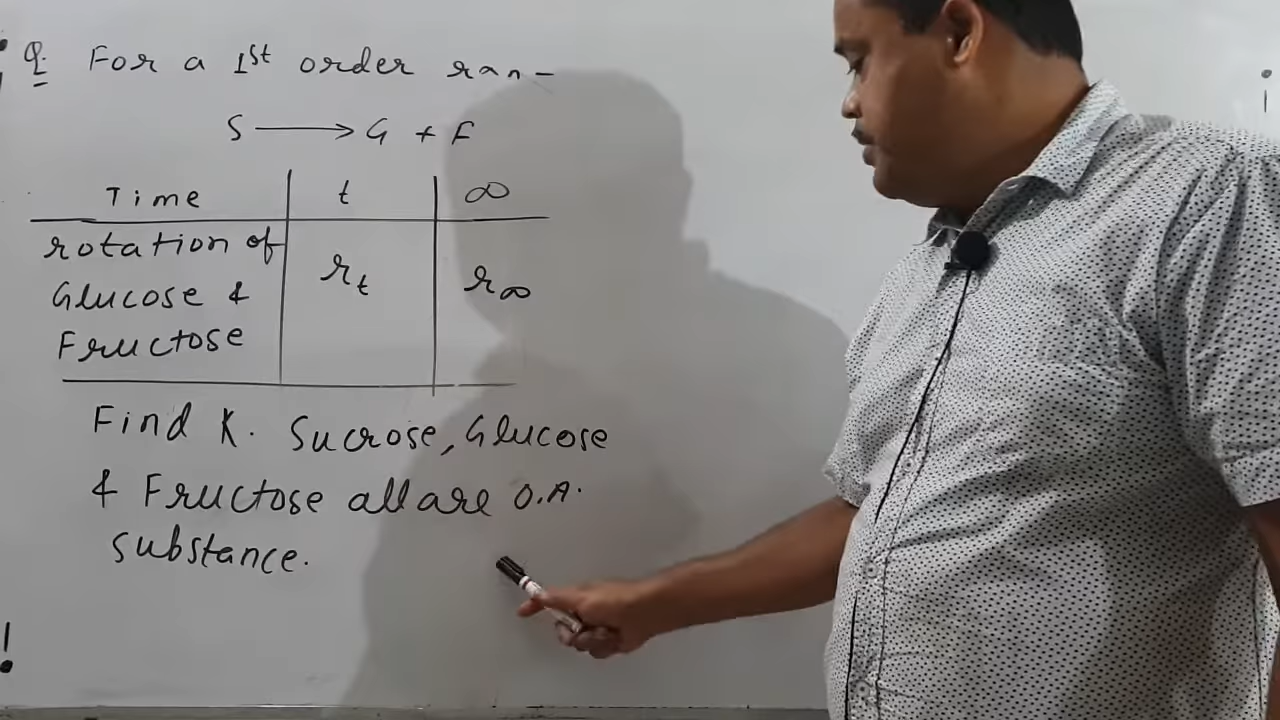 Q. For a 1st order rxn-
S → G + F
Time t ∞
rotation of
Glucose & rt r∞
Fructose
Find K. Sucrose, Glucose
& Fructose all are O.A.
substance.